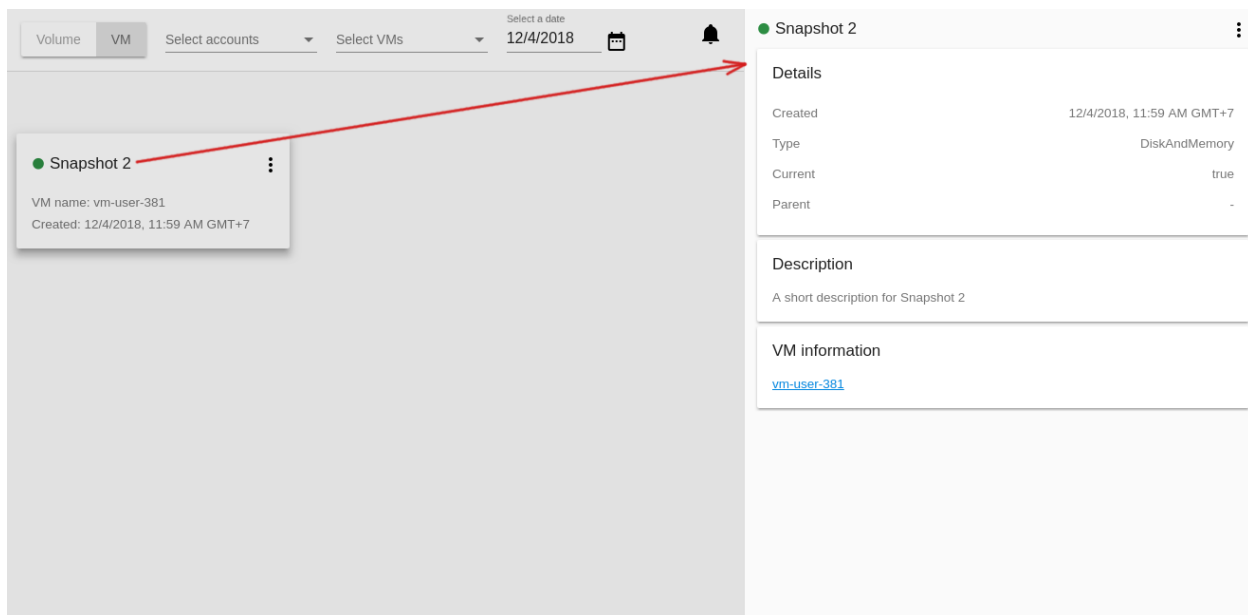 Volume
VM
Select accounts
Select VMs
Select a date
12/4/2018
Snapshot 2
VM name: vm-user-381
Created: 12/4/2018, 11:59 AM GMT+7
Snapshot 2
Details
Created 12/4/2018, 11:59 AM GMT+7
Type DiskAndMemory
Current true
Parent -
Description
A short description for Snapshot 2
VM information
vm-user-381